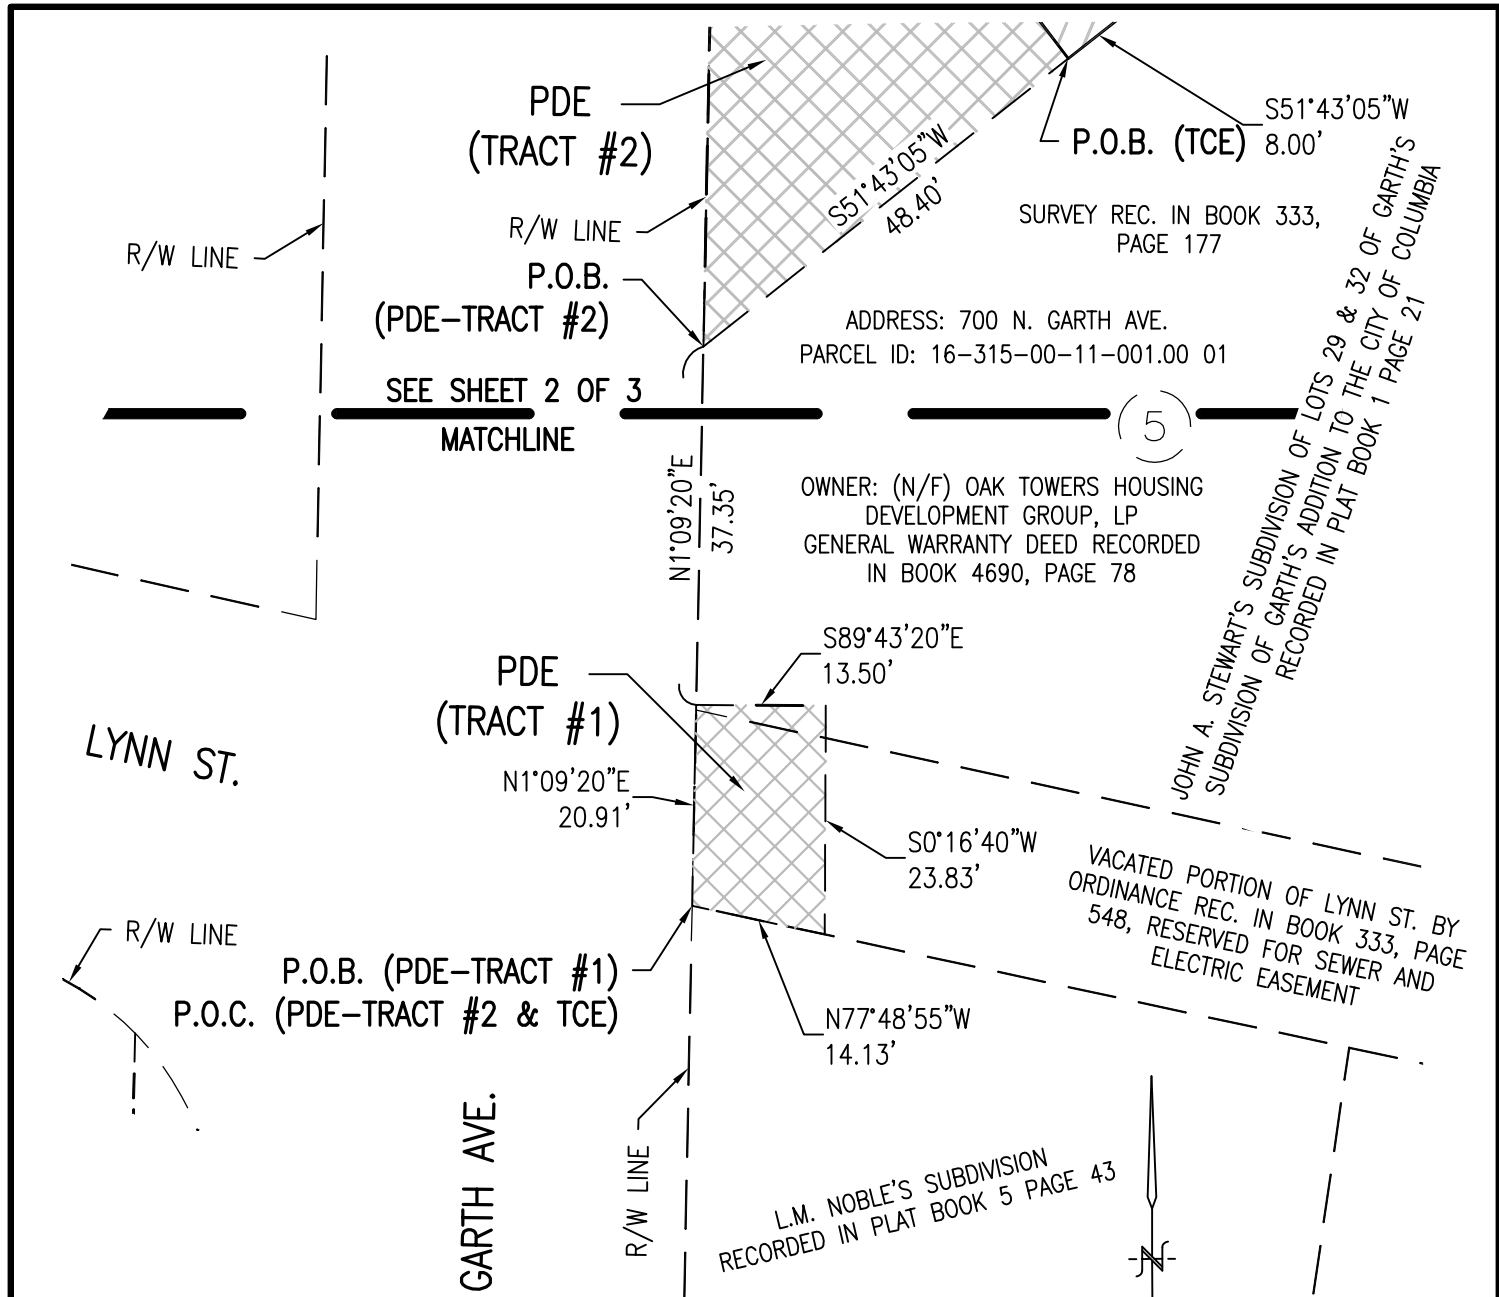 PDE
(TRACT #2)
S51°43'05"W
8.00'
P.O.B. (TCE)
S51°43'05"W
48.40'
SURVEY REC. IN BOOK 333,
PAGE 177
R/W LINE
R/W LINE
P.O.B.
(PDE-TRACT #2)
ADDRESS: 700 N. GARTH AVE.
PARCEL ID: 16-315-00-11-001.00 01
SEE SHEET 2 OF 3
MATCHLINE
5
JOHN A. STEWART'S SUBDIVISION OF LOTS 29 & 32 OF GARTH'S
SUBDIVISION OF GARTH'S ADDITION TO THE CITY OF COLUMBIA
RECORDED IN PLAT BOOK 1 PAGE 21
N1°09'20"E
37.35'
OWNER: (N/F) OAK TOWERS HOUSING
DEVELOPMENT GROUP, LP
GENERAL WARRANTY DEED RECORDED
IN BOOK 4690, PAGE 78
S89°43'20"E
13.50'
PDE
(TRACT #1)
LYNN ST.
N1°09'20"E
20.91'
S0°16'40"W
23.83'
VACATED PORTION OF LYNN ST. BY
ORDINANCE REC. IN BOOK 333, PAGE
548, RESERVED FOR SEWER AND
ELECTRIC EASEMENT
R/W LINE
P.O.B. (PDE-TRACT #1)
P.O.C. (PDE-TRACT #2 & TCE)
N77°48'55"W
14.13'
GARTH AVE.
R/W LINE
L.M. NOBLE'S SUBDIVISION
RECORDED IN PLAT BOOK 5 PAGE 43
N